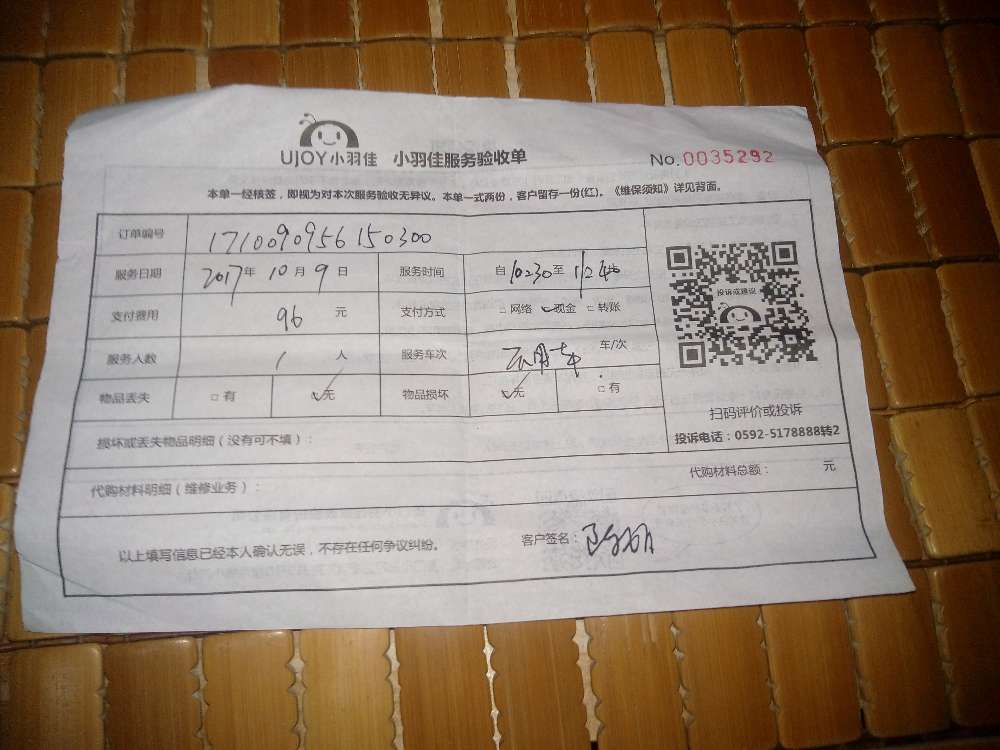 UJOY小羽佳 小羽佳服务验收单 No.0035292
本单一经核签，即视为对本次服务验收无异议。本单一式两份，客户留存一份(红)。《维保须知》详见背面。
订单编号 1710090956150300
服务日期 2017年 10月 9日 服务时间 自10230至
支付费用 96 元 支付方式 □网络 现金 □转账
服务人数 1 人 服务车次 车/次
物品丢失 □有 无 物品损坏 无 □有
损坏或丢失物品明细（没有可不填）：
代购材料明细（维修业务）： 代购材料总额： 元
以上填写信息已经本人确认无误，不存在任何争议纠纷。 客户签名：
投诉或建议
扫码评价或投诉
投诉电话：0592-5178888转2